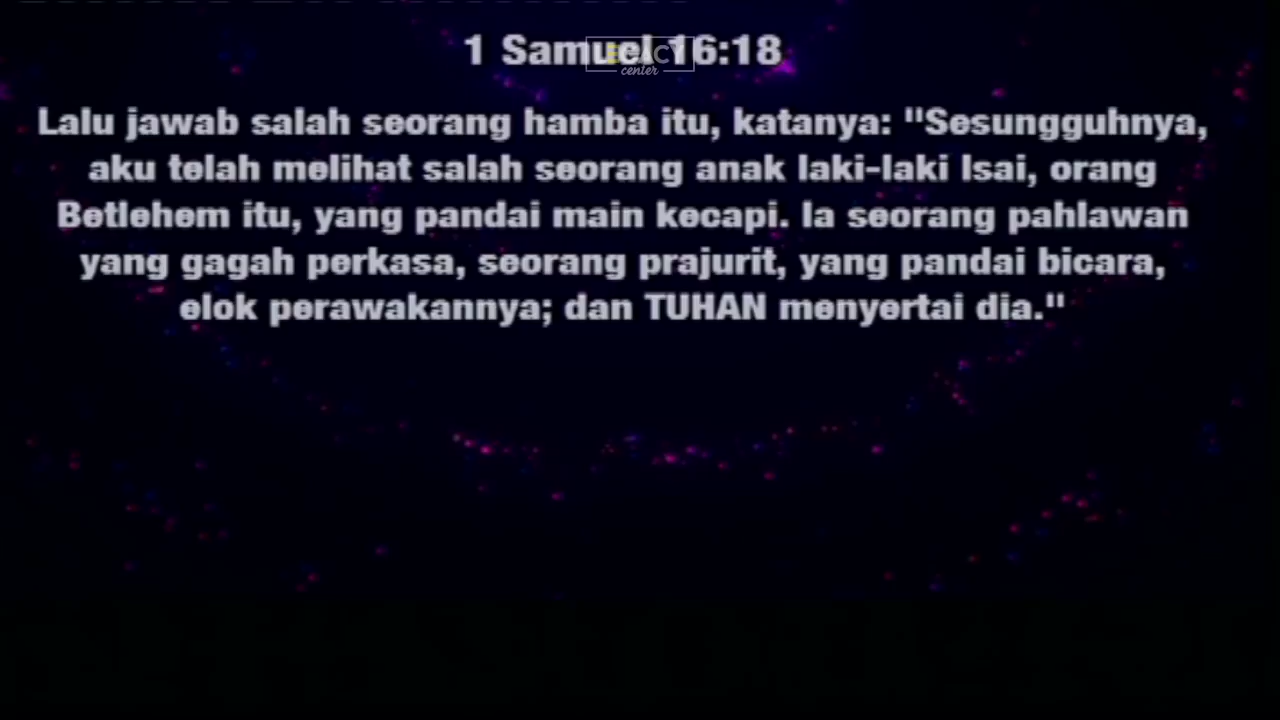 1 Samuel 16:18
Lalu jawab salah seorang hamba itu, katanya: "Sesungguhnya,
aku telah melihat salah seorang anak laki-laki Isai, orang
Betlehem itu, yang pandai main kecapi. Ia seorang pahlawan
yang gagah perkasa, seorang prajurit, yang pandai bicara,
elok perawakannya; dan TUHAN menyertai dia."
center